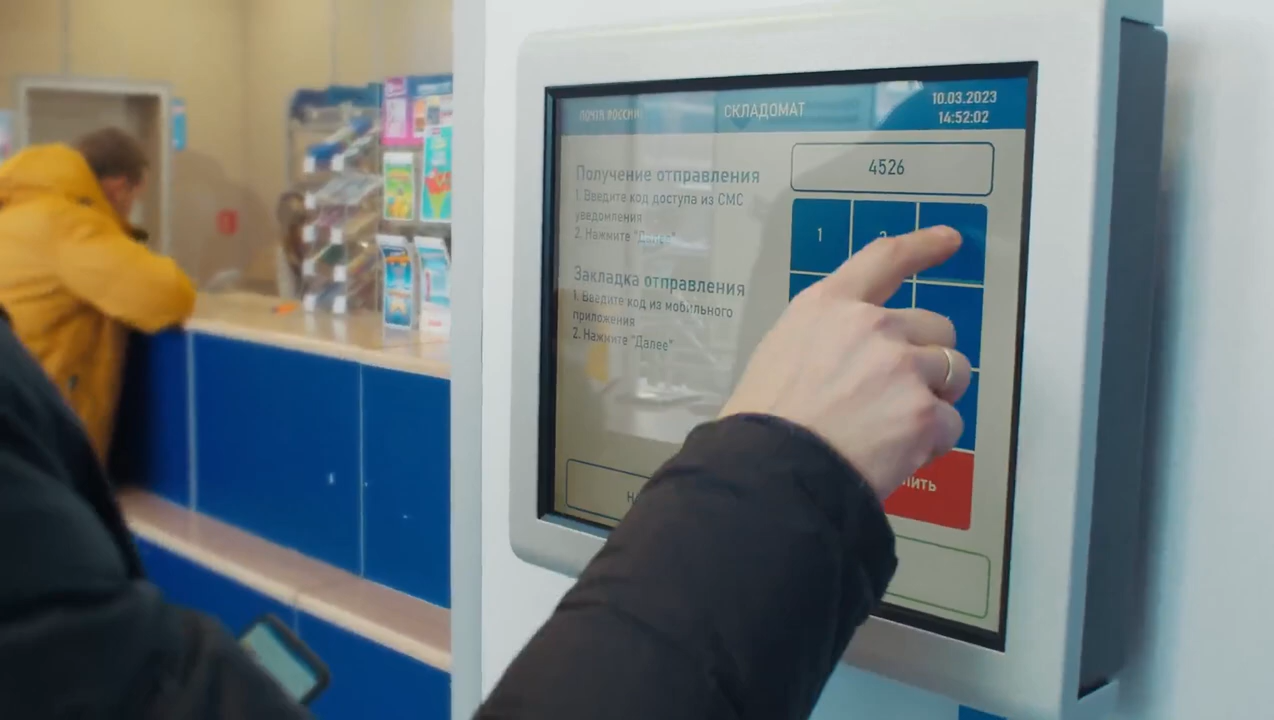 ПОЧТА РОССИИ
СКЛАДОМАТ
10.03.2023
14:52:02
4526
Получение отправления
1. Введите код доступа из СМС
уведомления
2. Нажмите "Далее"
Закладка отправления
1. Введите код из мобильного
приложения
2. Нажмите "Далее"
1